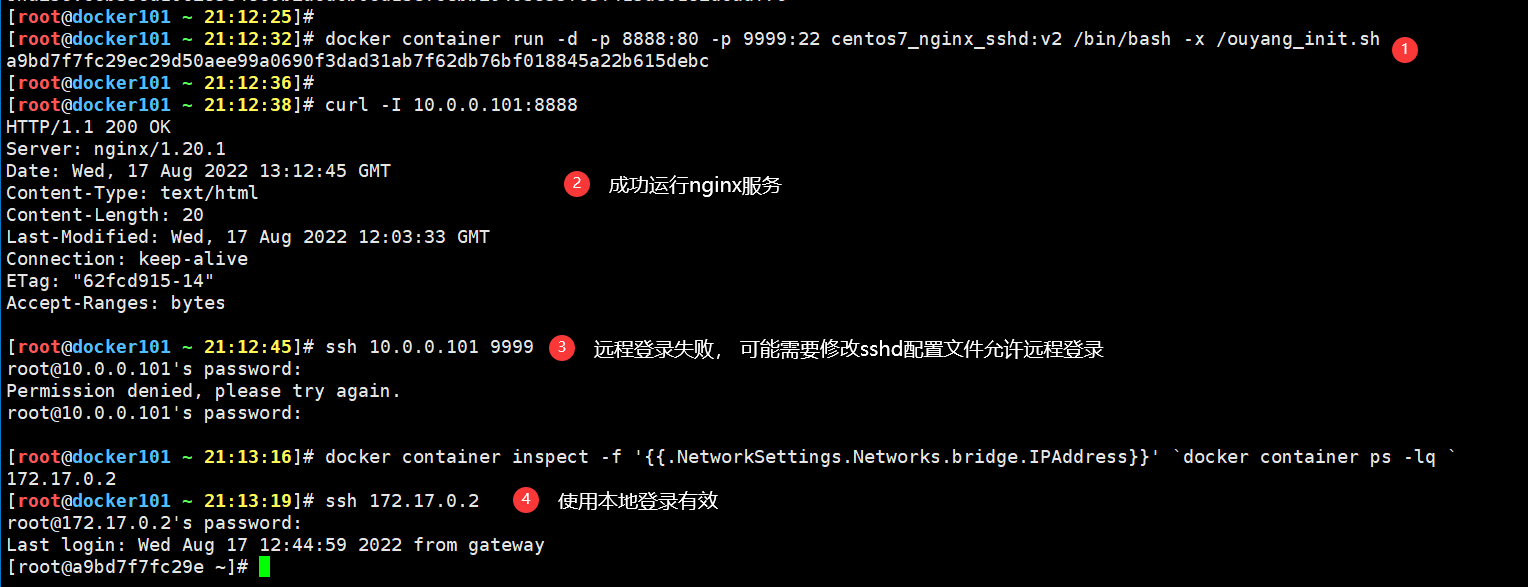 [root@docker101 ~ 21:12:25]#
[root@docker101 ~ 21:12:32]# docker container run -d -p 8888:80 -p 9999:22 centos7_nginx_sshd:v2 /bin/bash -x /ouyang_init.sh 1
a9bd7f7fc29ec29d50aee99a0690f3dad31ab7f62db76bf018845a22b615debc
[root@docker101 ~ 21:12:36]#
[root@docker101 ~ 21:12:38]# curl -I 10.0.0.101:8888
HTTP/1.1 200 OK
Server: nginx/1.20.1
Date: Wed, 17 Aug 2022 13:12:45 GMT
2 成功运行nginx服务
Content-Type: text/html
Content-Length: 20
Last-Modified: Wed, 17 Aug 2022 12:03:33 GMT
Connection: keep-alive
ETag: "62fcd915-14"
Accept-Ranges: bytes
[root@docker101 ~ 21:12:45]# ssh 10.0.0.101 9999 3 远程登录失败，可能需要修改sshd配置文件允许远程登录
root@10.0.0.101's password:
Permission denied, please try again.
root@10.0.0.101's password:
[root@docker101 ~ 21:13:16]# docker container inspect -f '{{.NetworkSettings.Networks.bridge.IPAddress}}' `docker container ps -lq `
172.17.0.2
[root@docker101 ~ 21:13:19]# ssh 172.17.0.2 4 使用本地登录有效
root@172.17.0.2's password:
Last login: Wed Aug 17 12:44:59 2022 from gateway
[root@a9bd7f7fc29e ~]#